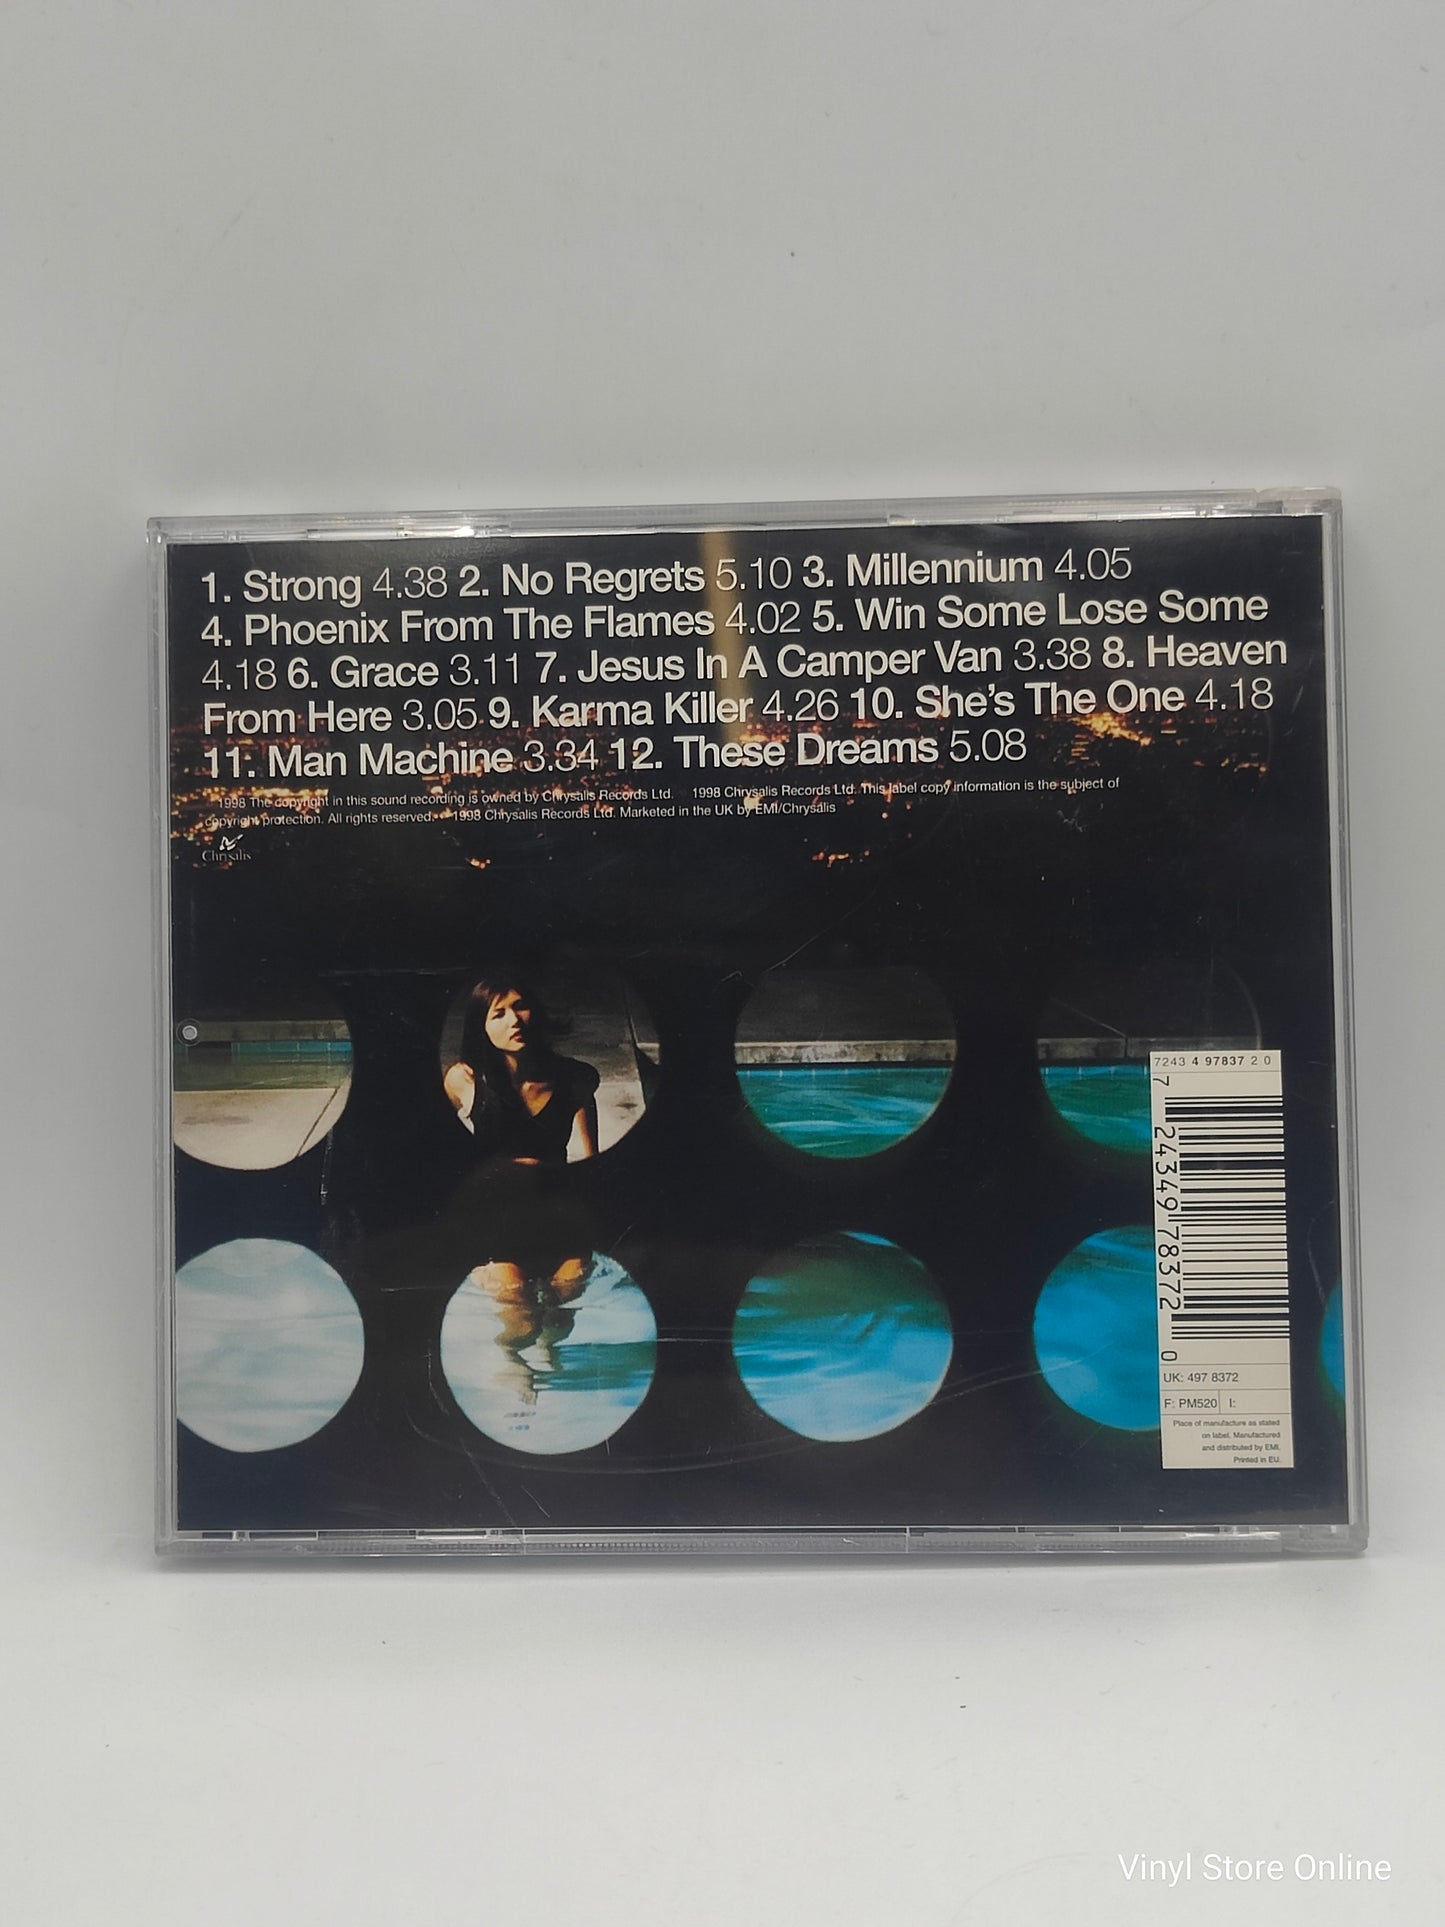 1. Strong 4.38 2. No Regrets 5.10 3. Millennium 4.05
4. Phoenix From The Flames 4.02 5. Win Some Lose Some
4.18 6. Grace 3.11 7. Jesus In A Camper Van 3.38 8. Heaven
From Here 3.05 9. Karma Killer 4.26 10. She's The One 4.18
11. Man Machine 3.34 12. These Dreams 5.08
1998 The copyright in this sound recording is owned by Chrysalis Records Ltd. 1998 Chrysalis Records Ltd. This label copy information is the subject of
copyright protection. All rights reserved. 1998 Chrysalis Records Ltd. Marketed in the UK by EMI/Chrysalis
Chrysalis
7243 4 97837 2 0
7 24349 78372 0
UK: 497 8372
F: PM520 I:
Place of manufacture as stated
on label. Manufactured
and distributed by EMI.
Printed in EU.
Vinyl Store Online